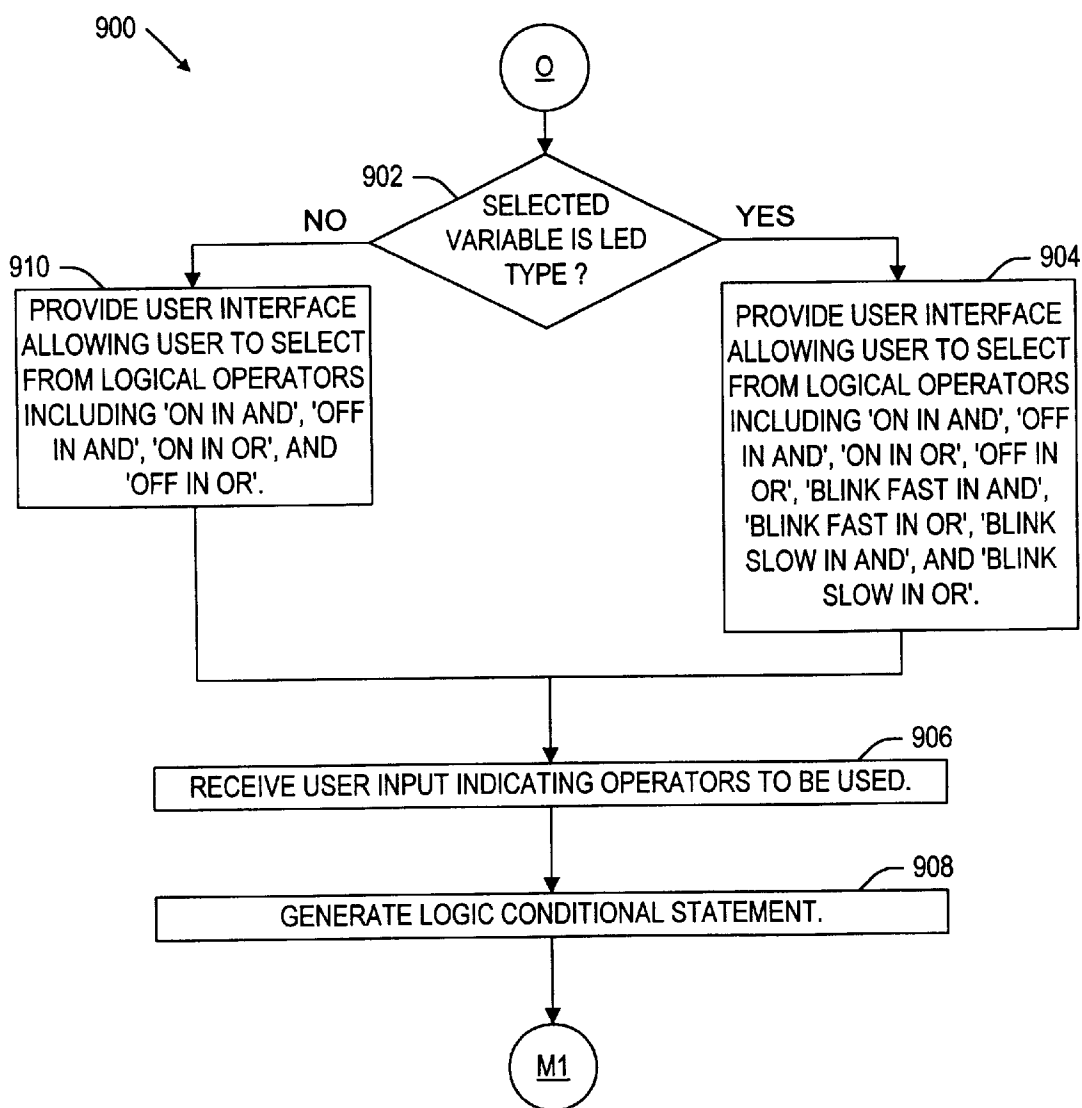 900
O
902
SELECTED
VARIABLE IS LED
TYPE ?
NO
YES
910
PROVIDE USER INTERFACE
ALLOWING USER TO SELECT
FROM LOGICAL OPERATORS
INCLUDING 'ON IN AND', 'OFF
IN AND', 'ON IN OR', AND
'OFF IN OR'.
904
PROVIDE USER INTERFACE
ALLOWING USER TO SELECT
FROM LOGICAL OPERATORS
INCLUDING 'ON IN AND', 'OFF
IN AND', 'ON IN OR', 'OFF IN
OR', 'BLINK FAST IN AND',
'BLINK FAST IN OR', 'BLINK
SLOW IN AND', AND 'BLINK
SLOW IN OR'.
906
RECEIVE USER INPUT INDICATING OPERATORS TO BE USED.
908
GENERATE LOGIC CONDITIONAL STATEMENT.
M1